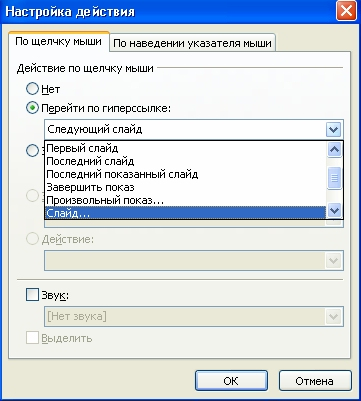 Настройка действия
По щелчку мыши
По наведении указателя мыши
Действие по щелчку мыши
Нет
Перейти по гиперссылке:
Следующий слайд
Первый слайд
Последний слайд
Последний показанный слайд
Завершить показ
Произвольный показ...
Слайд...
Действие:
Звук:
[Нет звука]
Выделить
ОК
Отмена